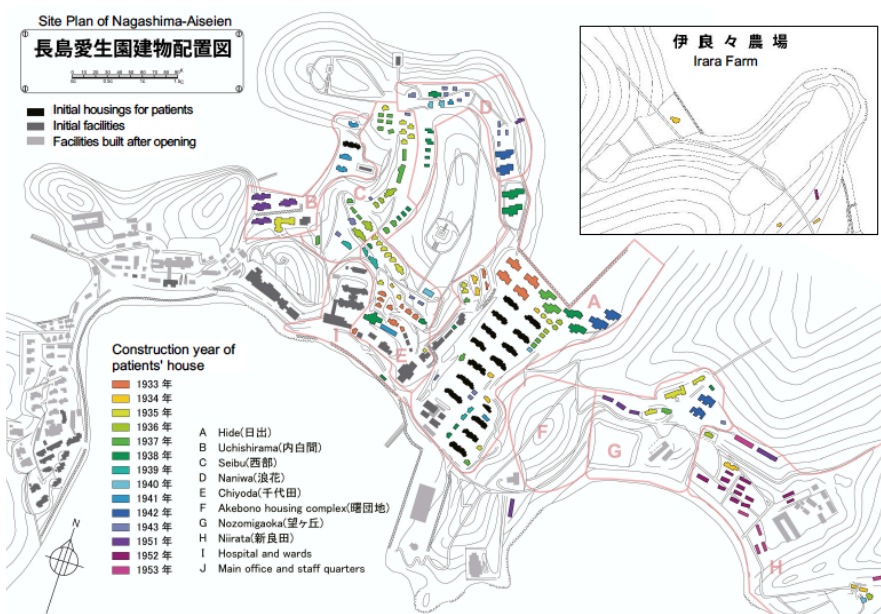 Site Plan of Nagashima-Aiseien
長島愛生園建物配置図
Initial housings for patients
Initial facilities
Facilities built after opening
伊良々農場
Irara Farm
D
B
C
A
I
E
F
G
H
Construction year of
patients' house
1933 年
1934 年
1935 年
1936 年
1937 年
1938 年
1939 年
1940 年
1941 年
1942 年
1943 年
1951 年
1952 年
1953 年
A Hide(日出)
B Uchishirama(内白間)
C Seibu(西部)
D Naniwa(浪花)
E Chiyoda(千代田)
F Akebono housing complex(曙団地)
G Nozomigaoka(望ヶ丘)
H Niirata(新良田)
I Hospital and wards
J Main office and staff quarters
N